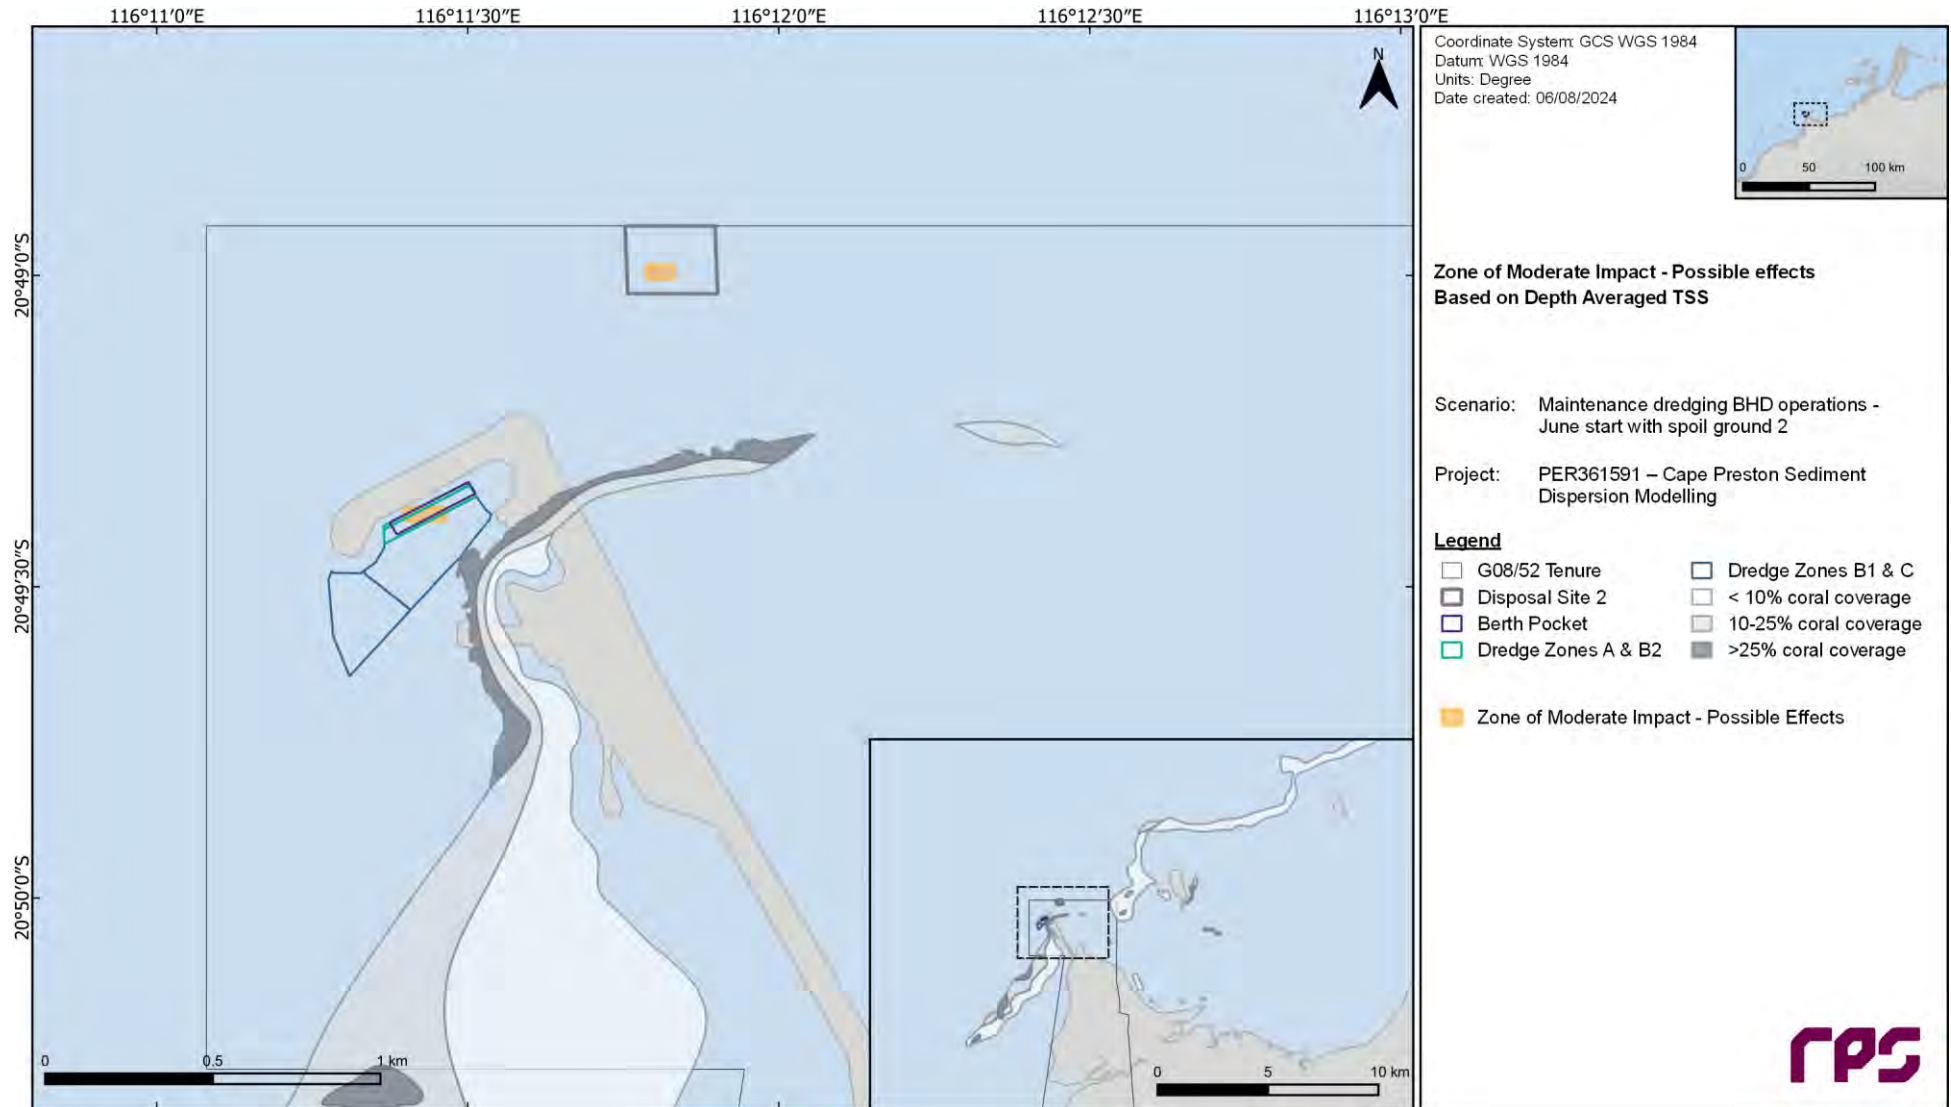 116°11′0″E 116°11′30″E 116°12′0″E 116°12′30″E 116°13′0″E
20°49′0″S
20°49′30″S
20°50′0″S
N
0 0.5 1 km
0 5 10 km
Coordinate System: GCS WGS 1984
Datum: WGS 1984
Units: Degree
Date created: 06/08/2024
0 50 100 km
Zone of Moderate Impact - Possible effects
Based on Depth Averaged TSS
Scenario: Maintenance dredging BHD operations -
June start with spoil ground 2
Project: PER361591 – Cape Preston Sediment
Dispersion Modelling
Legend
G08/52 Tenure
Disposal Site 2
Berth Pocket
Dredge Zones A & B2
Dredge Zones B1 & C
< 10% coral coverage
10-25% coral coverage
>25% coral coverage
Zone of Moderate Impact - Possible Effects
rps